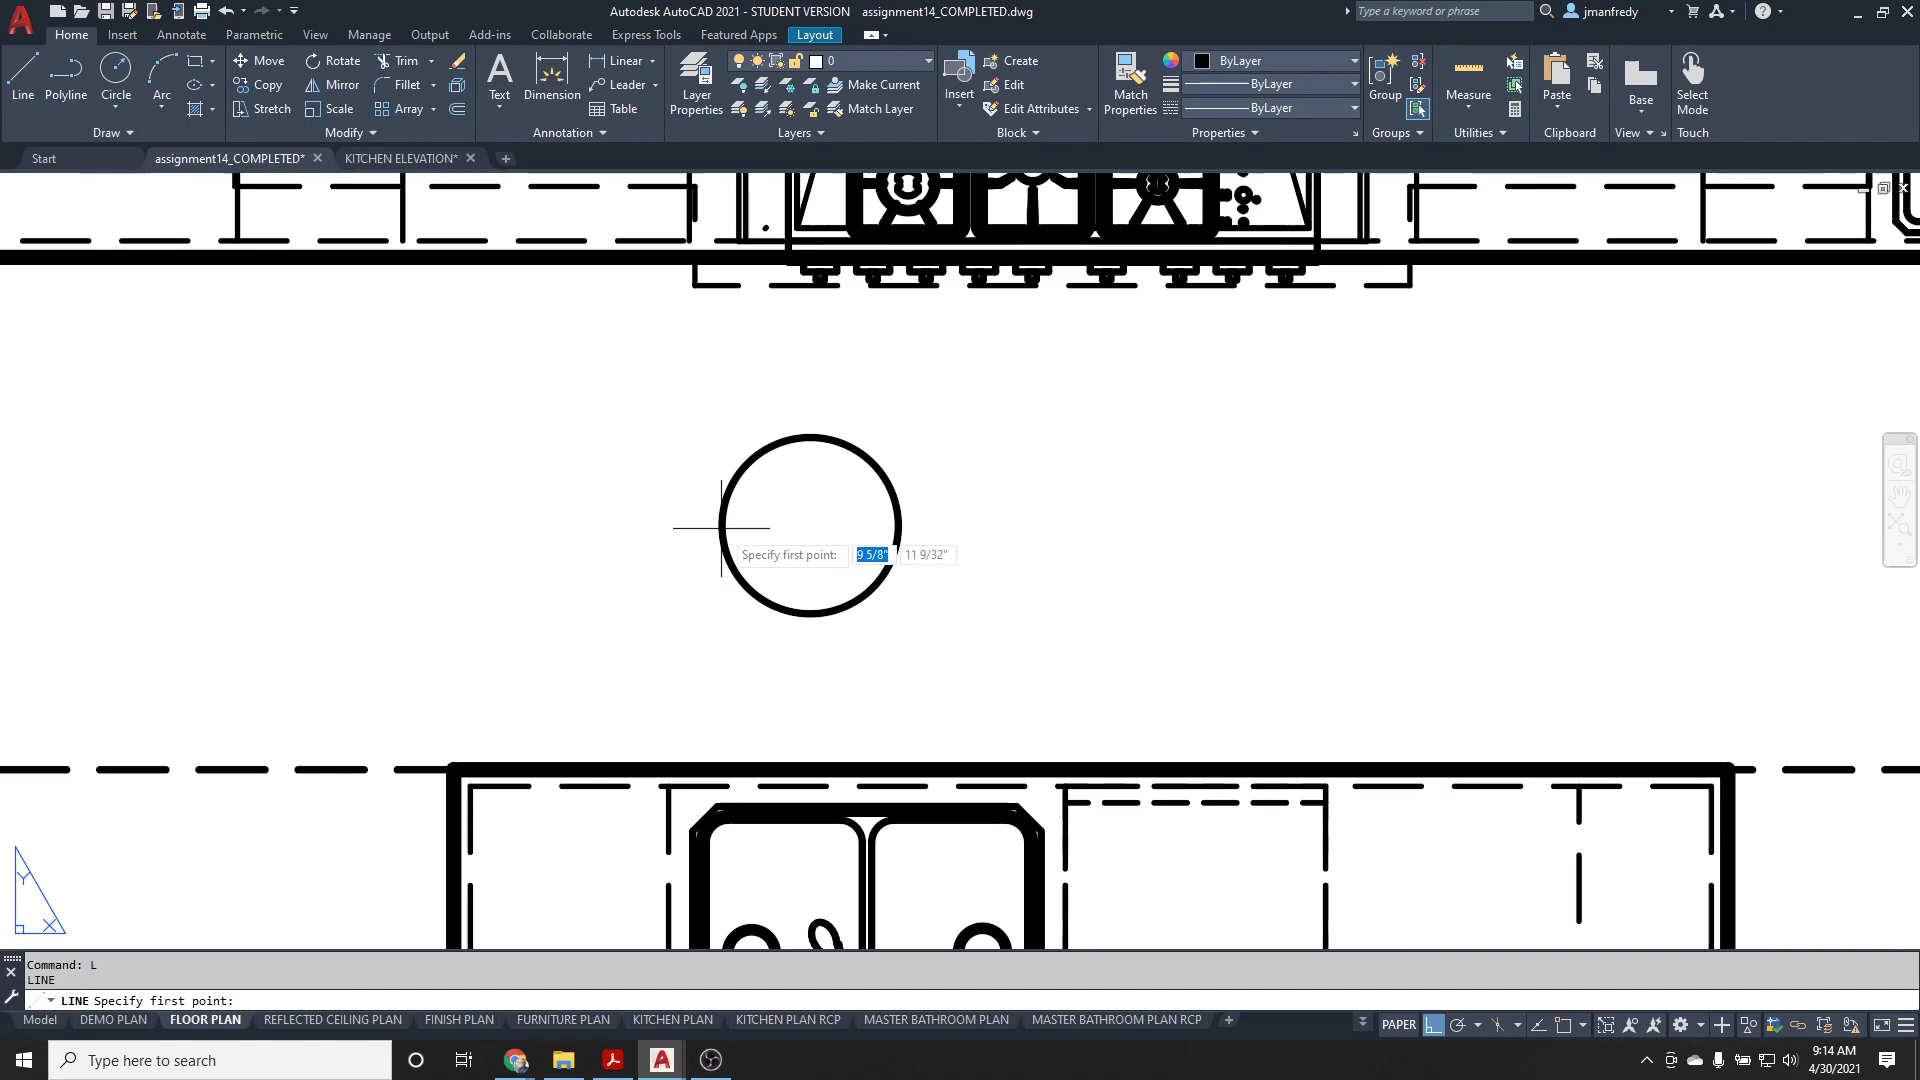 Autodesk AutoCAD 2021 - STUDENT VERSION assignment14_COMPLETED.dwg
Type a keyword or phrase
jmanfredy
Home Insert Annotate Parametric View Manage Output Add-ins Collaborate Express Tools Featured Apps Layout
Line Polyline Circle Arc
Draw
Move Rotate Trim
Copy Mirror Fillet
Stretch Scale Array
Modify
Text Dimension
Linear
Leader
Table
Annotation
Layer Properties
0
Make Current
Match Layer
Layers
Insert
Create
Edit
Edit Attributes
Block
Match Properties
ByLayer
ByLayer
ByLayer
Properties
Group
Groups
Measure
Utilities
Paste
Clipboard
Base
View
Select Mode
Touch
Start assignment14_COMPLETED* KITCHEN ELEVATION*
Specify first point: 9 5/8" 11 9/32"
Y
X
Command: L
LINE
LINE Specify first point:
Model DEMO PLAN FLOOR PLAN REFLECTED CEILING PLAN FINISH PLAN FURNITURE PLAN KITCHEN PLAN KITCHEN PLAN RCP MASTER BATHROOM PLAN MASTER BATHROOM PLAN RCP
PAPER
Type here to search
9:14 AM
4/30/2021